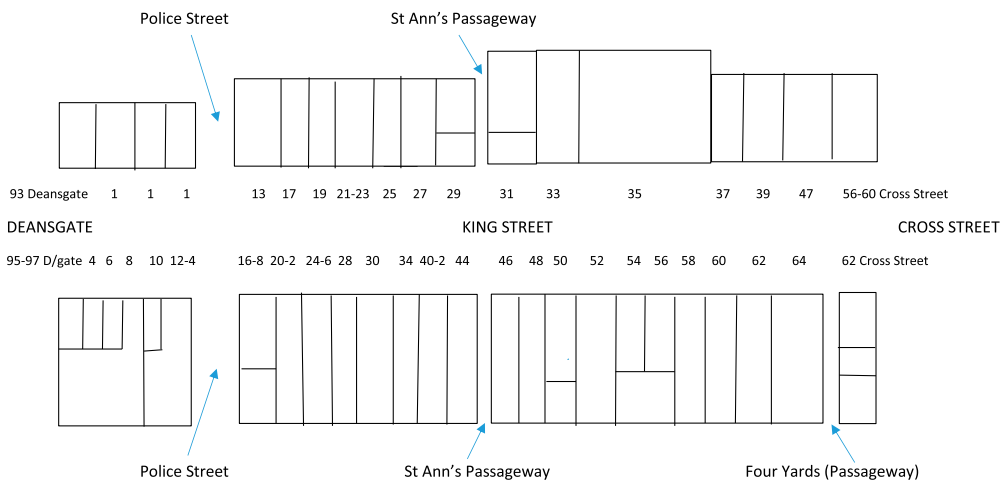 Police Street St Ann's Passageway
93 Deansgate 1 1 1 13 17 19 21-23 25 27 29 31 33 35 37 39 47 56-60 Cross Street
DEANSGATE KING STREET CROSS STREET
95-97 D/gate 4 6 8 10 12-4 16-8 20-2 24-6 28 30 34 40-2 44 46 48 50 52 54 56 58 60 62 64 62 Cross Street
Police Street St Ann's Passageway Four Yards (Passageway)